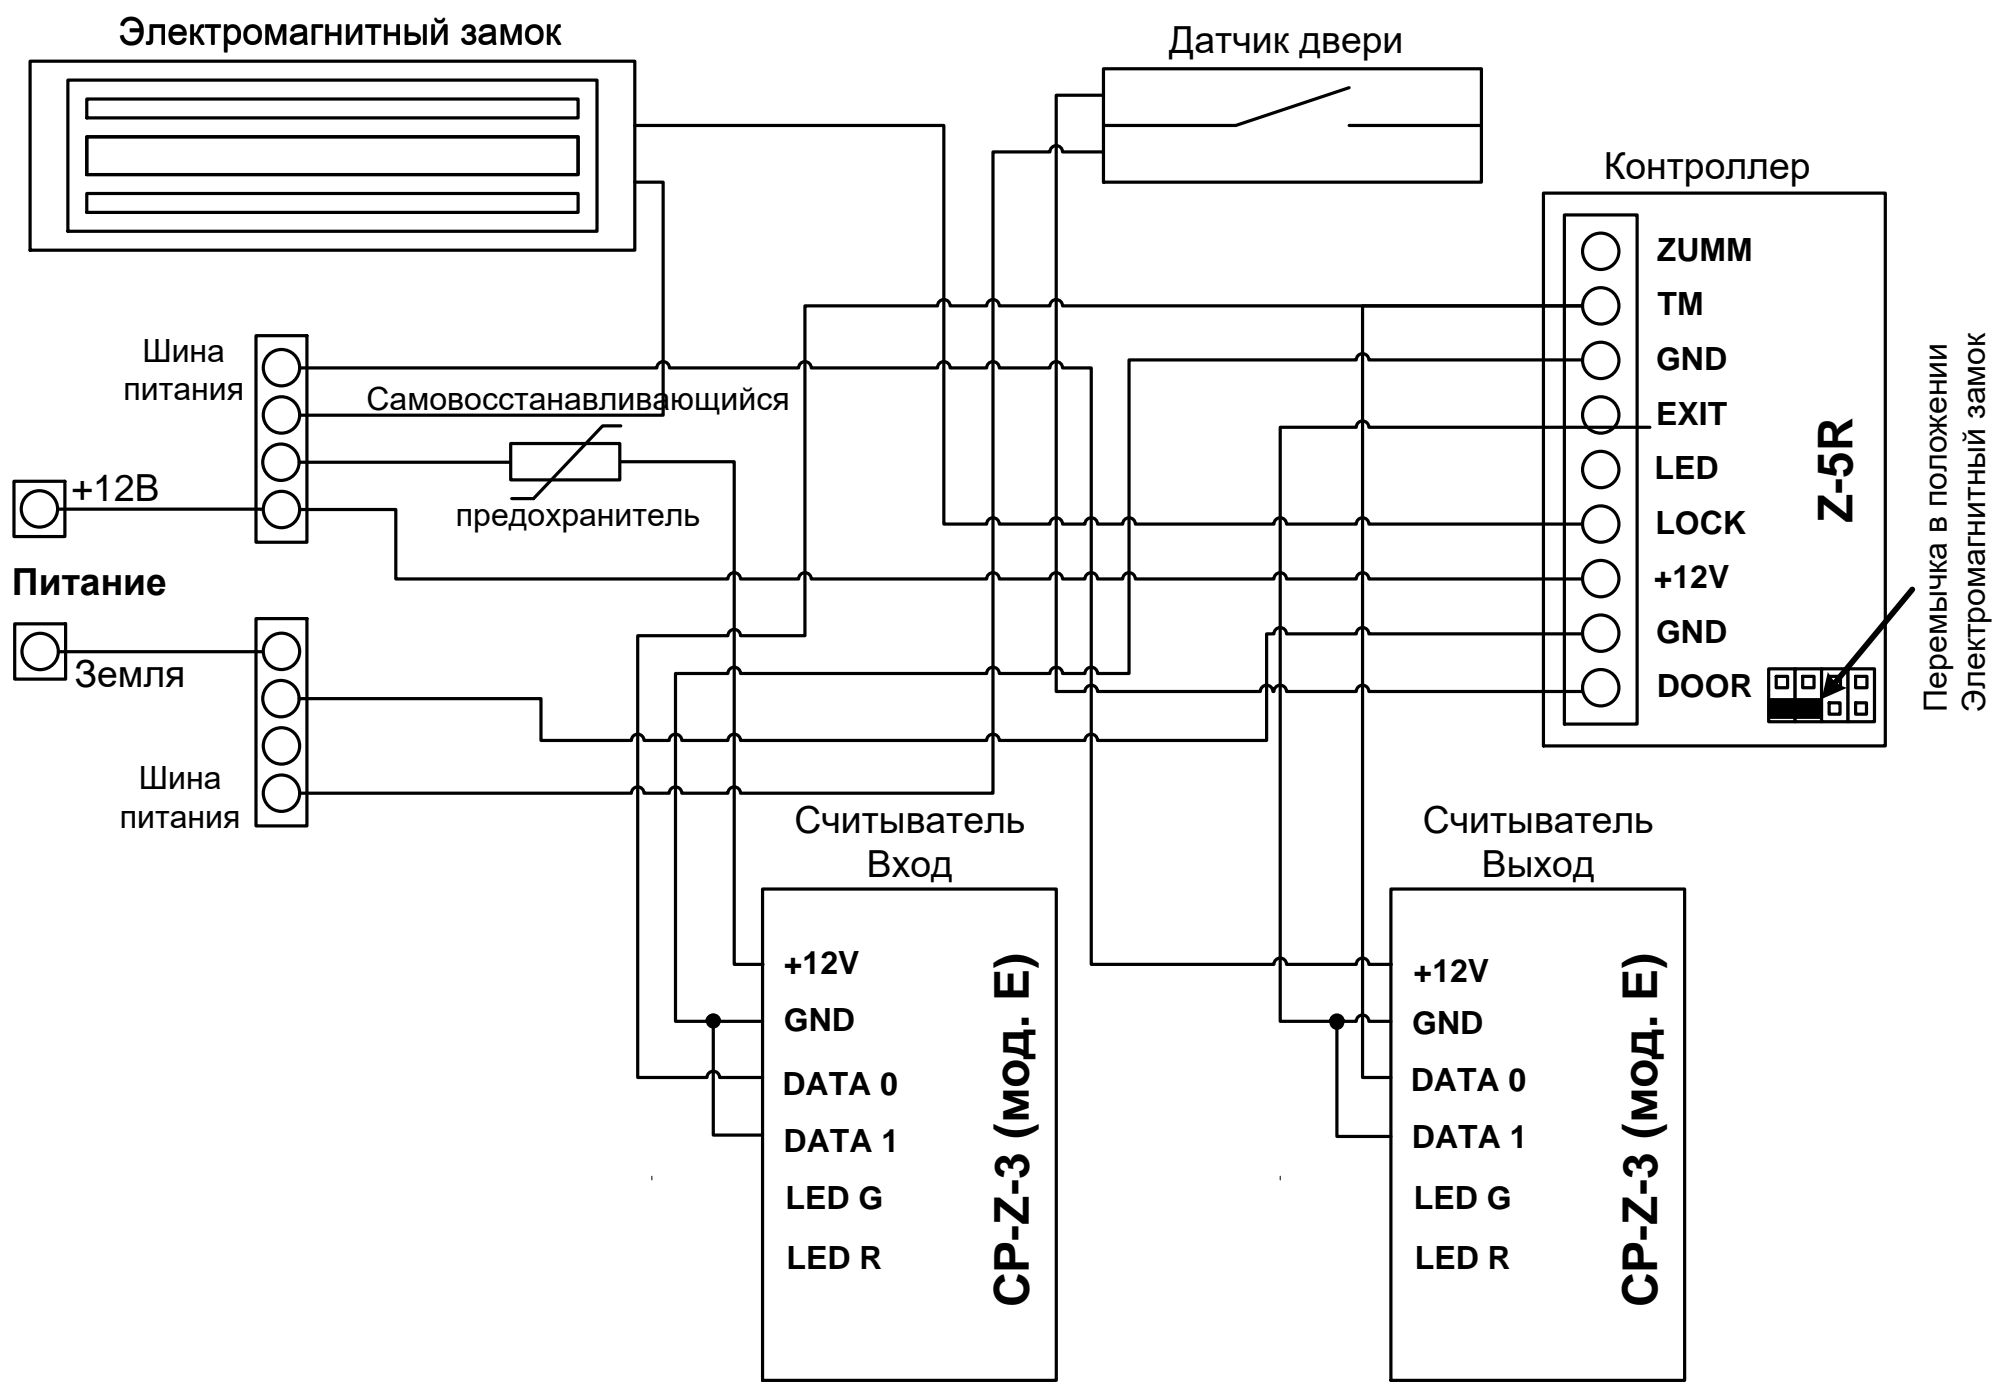 Электромагнитный замок
Датчик двери
Контроллер
ZUMM
TM
GND
EXIT
LED
LOCK
+12V
GND
DOOR
Z-5R
Перемычка в положении
Электромагнитный замок
Шина
питания
Самовосстанавливающийся
предохранитель
+12В
Питание
Земля
Шина
питания
Считыватель
Вход
+12V
GND
DATA 0
DATA 1
LED G
LED R
CP-Z-3 (мод. E)
Считыватель
Выход
+12V
GND
DATA 0
DATA 1
LED G
LED R
CP-Z-3 (мод. E)